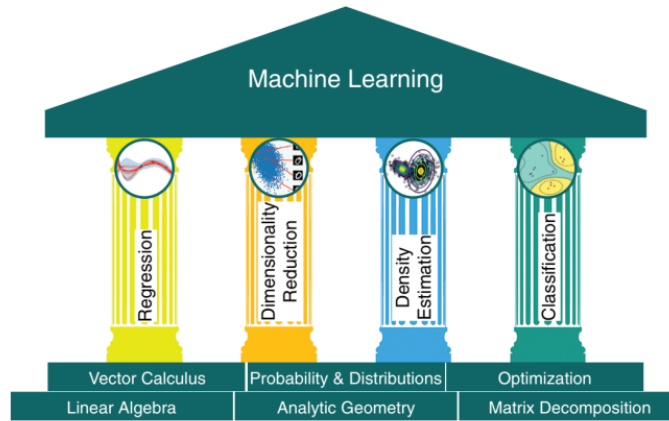 Machine Learning
Regression
Dimensionality
Reduction
Density
Estimation
Classification
Vector Calculus
Probability & Distributions
Optimization
Linear Algebra
Analytic Geometry
Matrix Decomposition